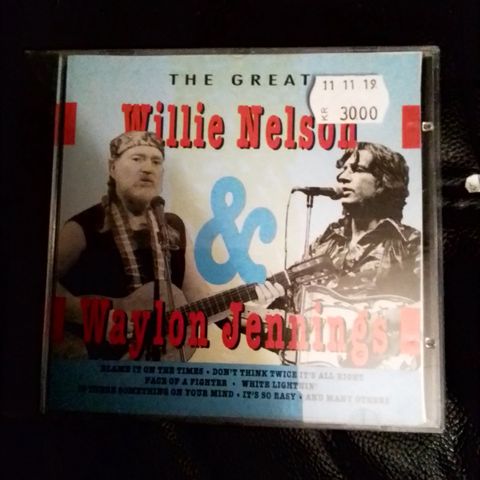 THE GREAT
11 11 19
KR 3000
Willie Nelson
&
Waylon Jennings
BLAME IT ON THE TIMES • DON'T THINK TWICE IT'S ALL RIGHT
FACE OF A FIGHTER • WHITE LIGHTNIN'
IS THERE SOMETHING ON YOUR MIND • IT'S SO EASY • AND MANY OTHERS